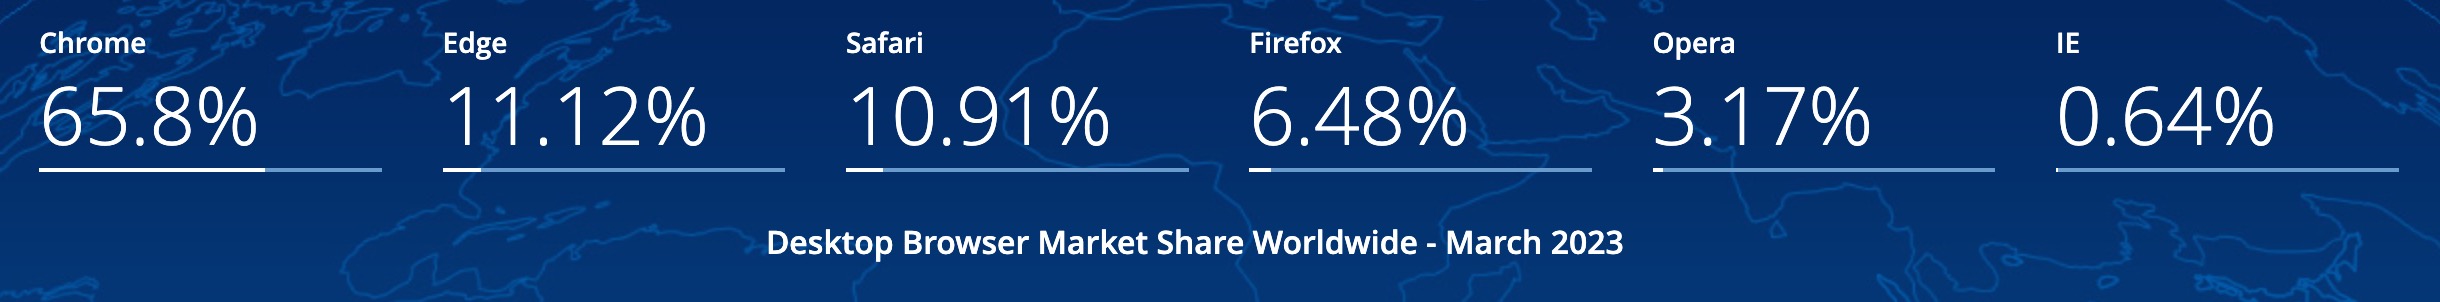 Chrome Edge Safari Firefox Opera IE
65.8% 11.12% 10.91% 6.48% 3.17% 0.64%
Desktop Browser Market Share Worldwide - March 2023